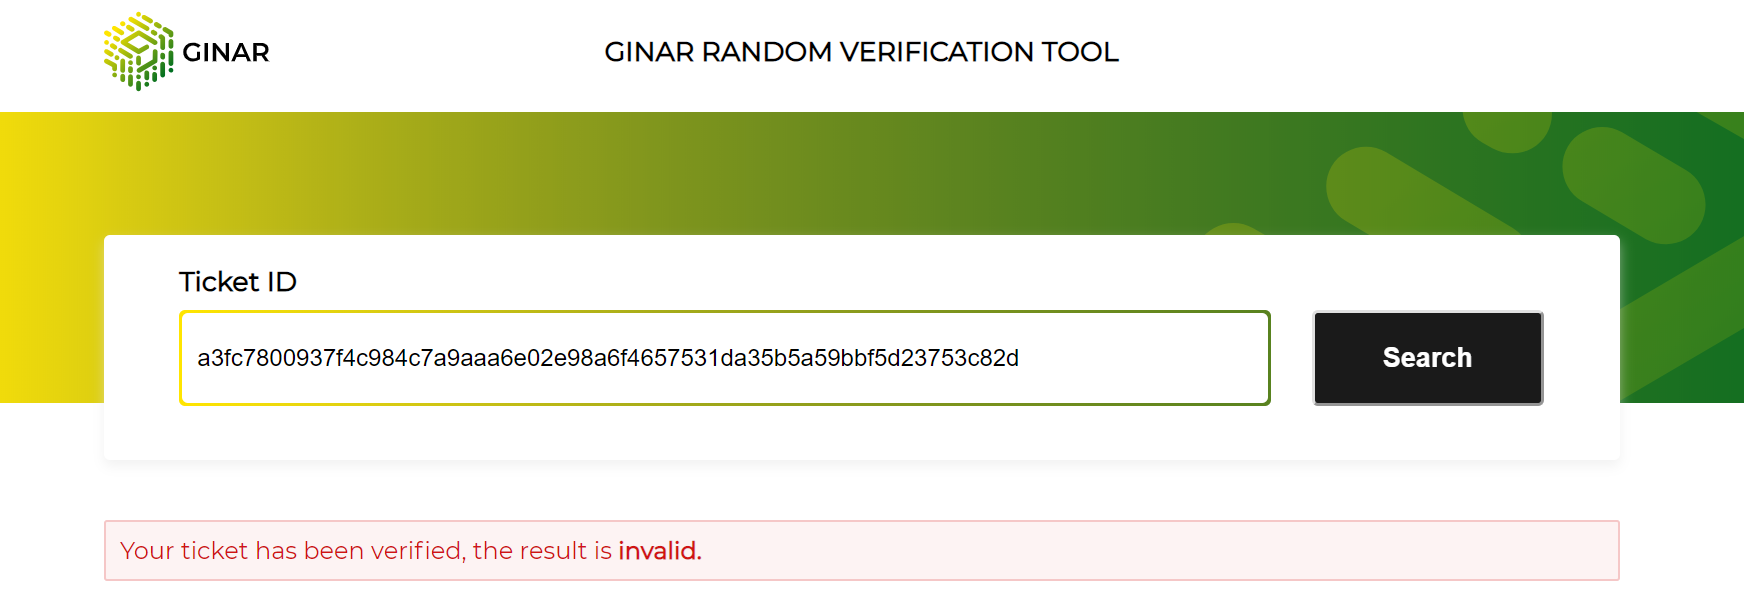 GINAR
GINAR RANDOM VERIFICATION TOOL
Ticket ID
a3fc7800937f4c984c7a9aaa6e02e98a6f4657531da35b5a59bbf5d23753c82d
Search
Your ticket has been verified, the result is invalid.